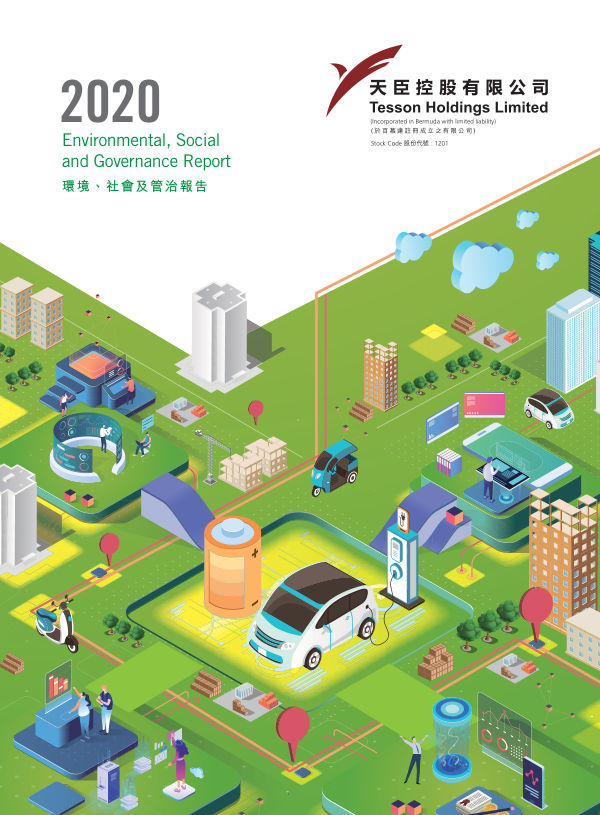 2020
Environmental, Social
and Governance Report
環境、社會及管治報告
天臣控股有限公司
Tesson Holdings Limited
(Incorporated in Bermuda with limited liability)
(於百慕達註冊成立之有限公司)
Stock Code 股份代號 : 1201